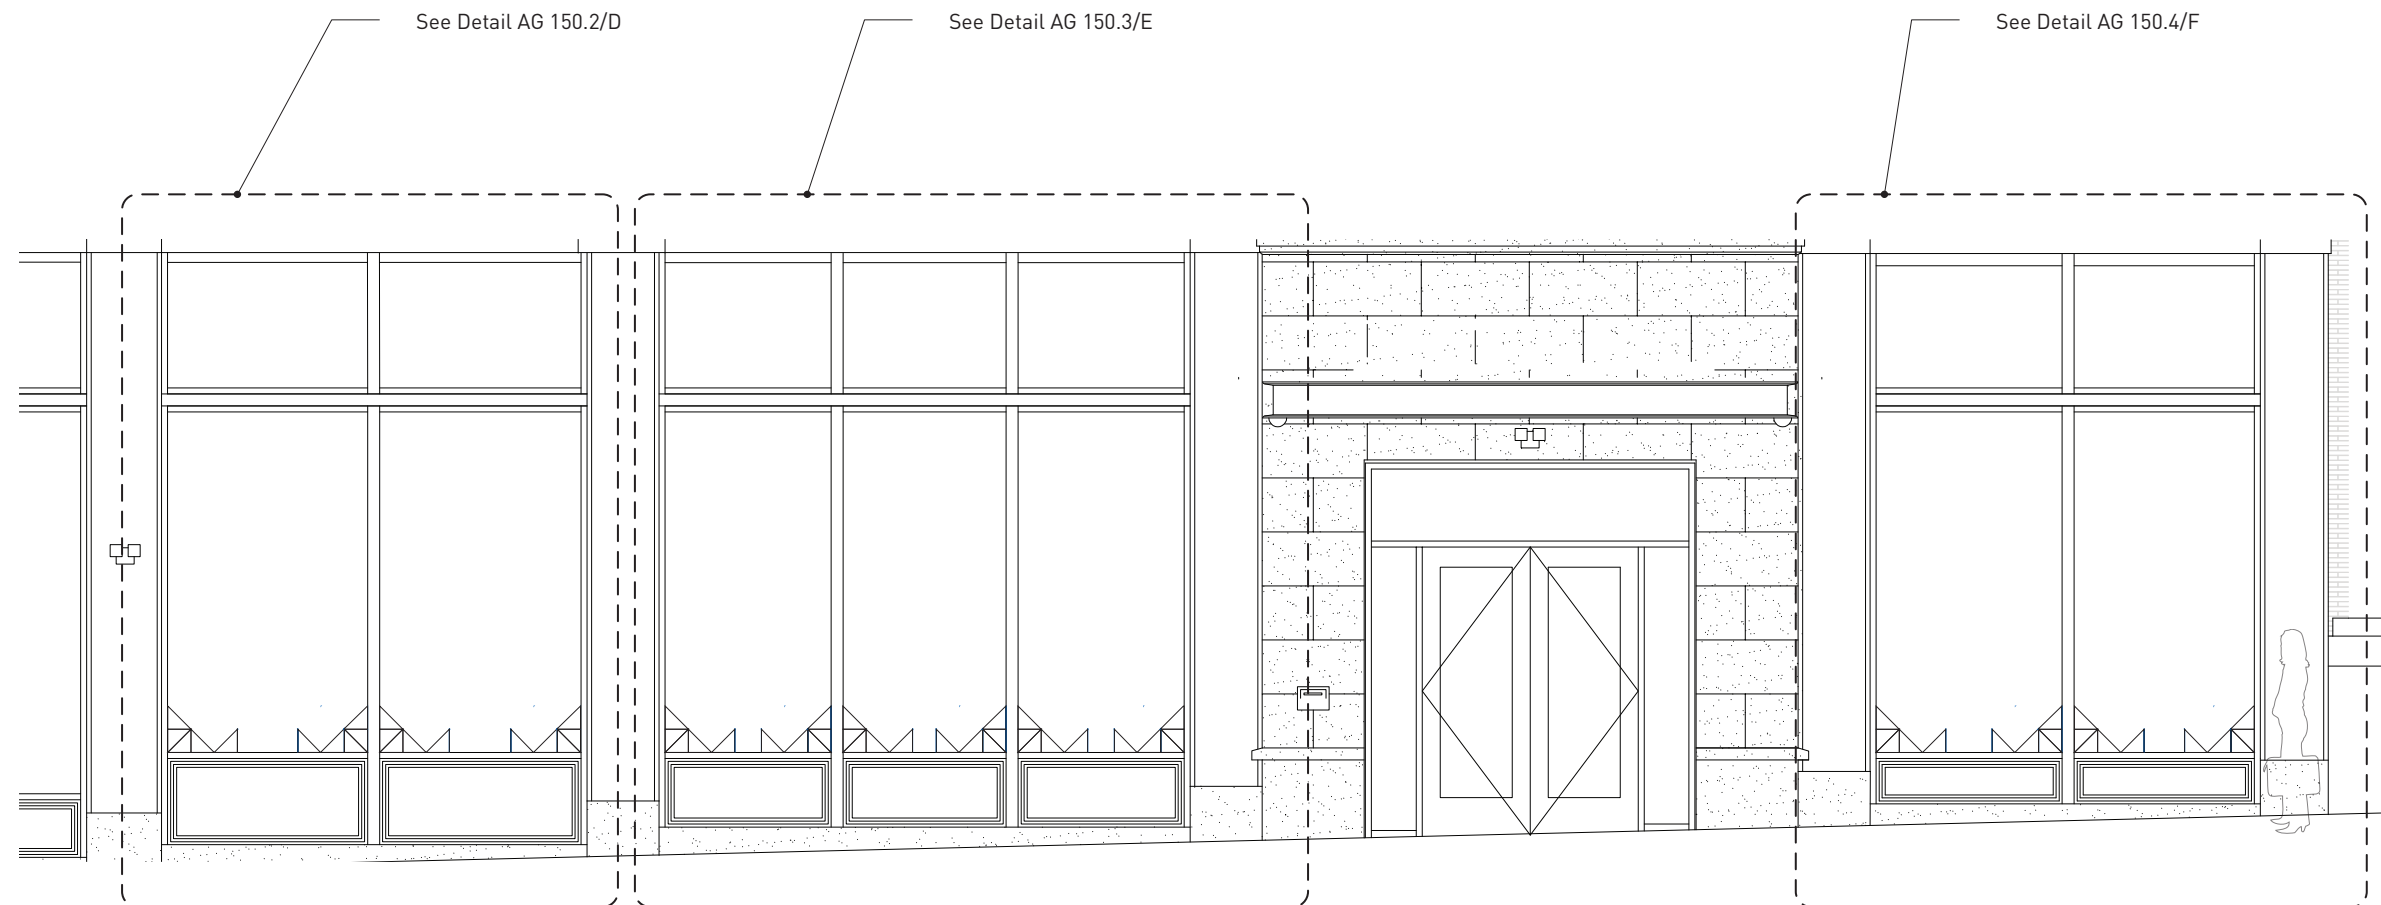 See Detail AG 150.2/D
See Detail AG 150.3/E
See Detail AG 150.4/F